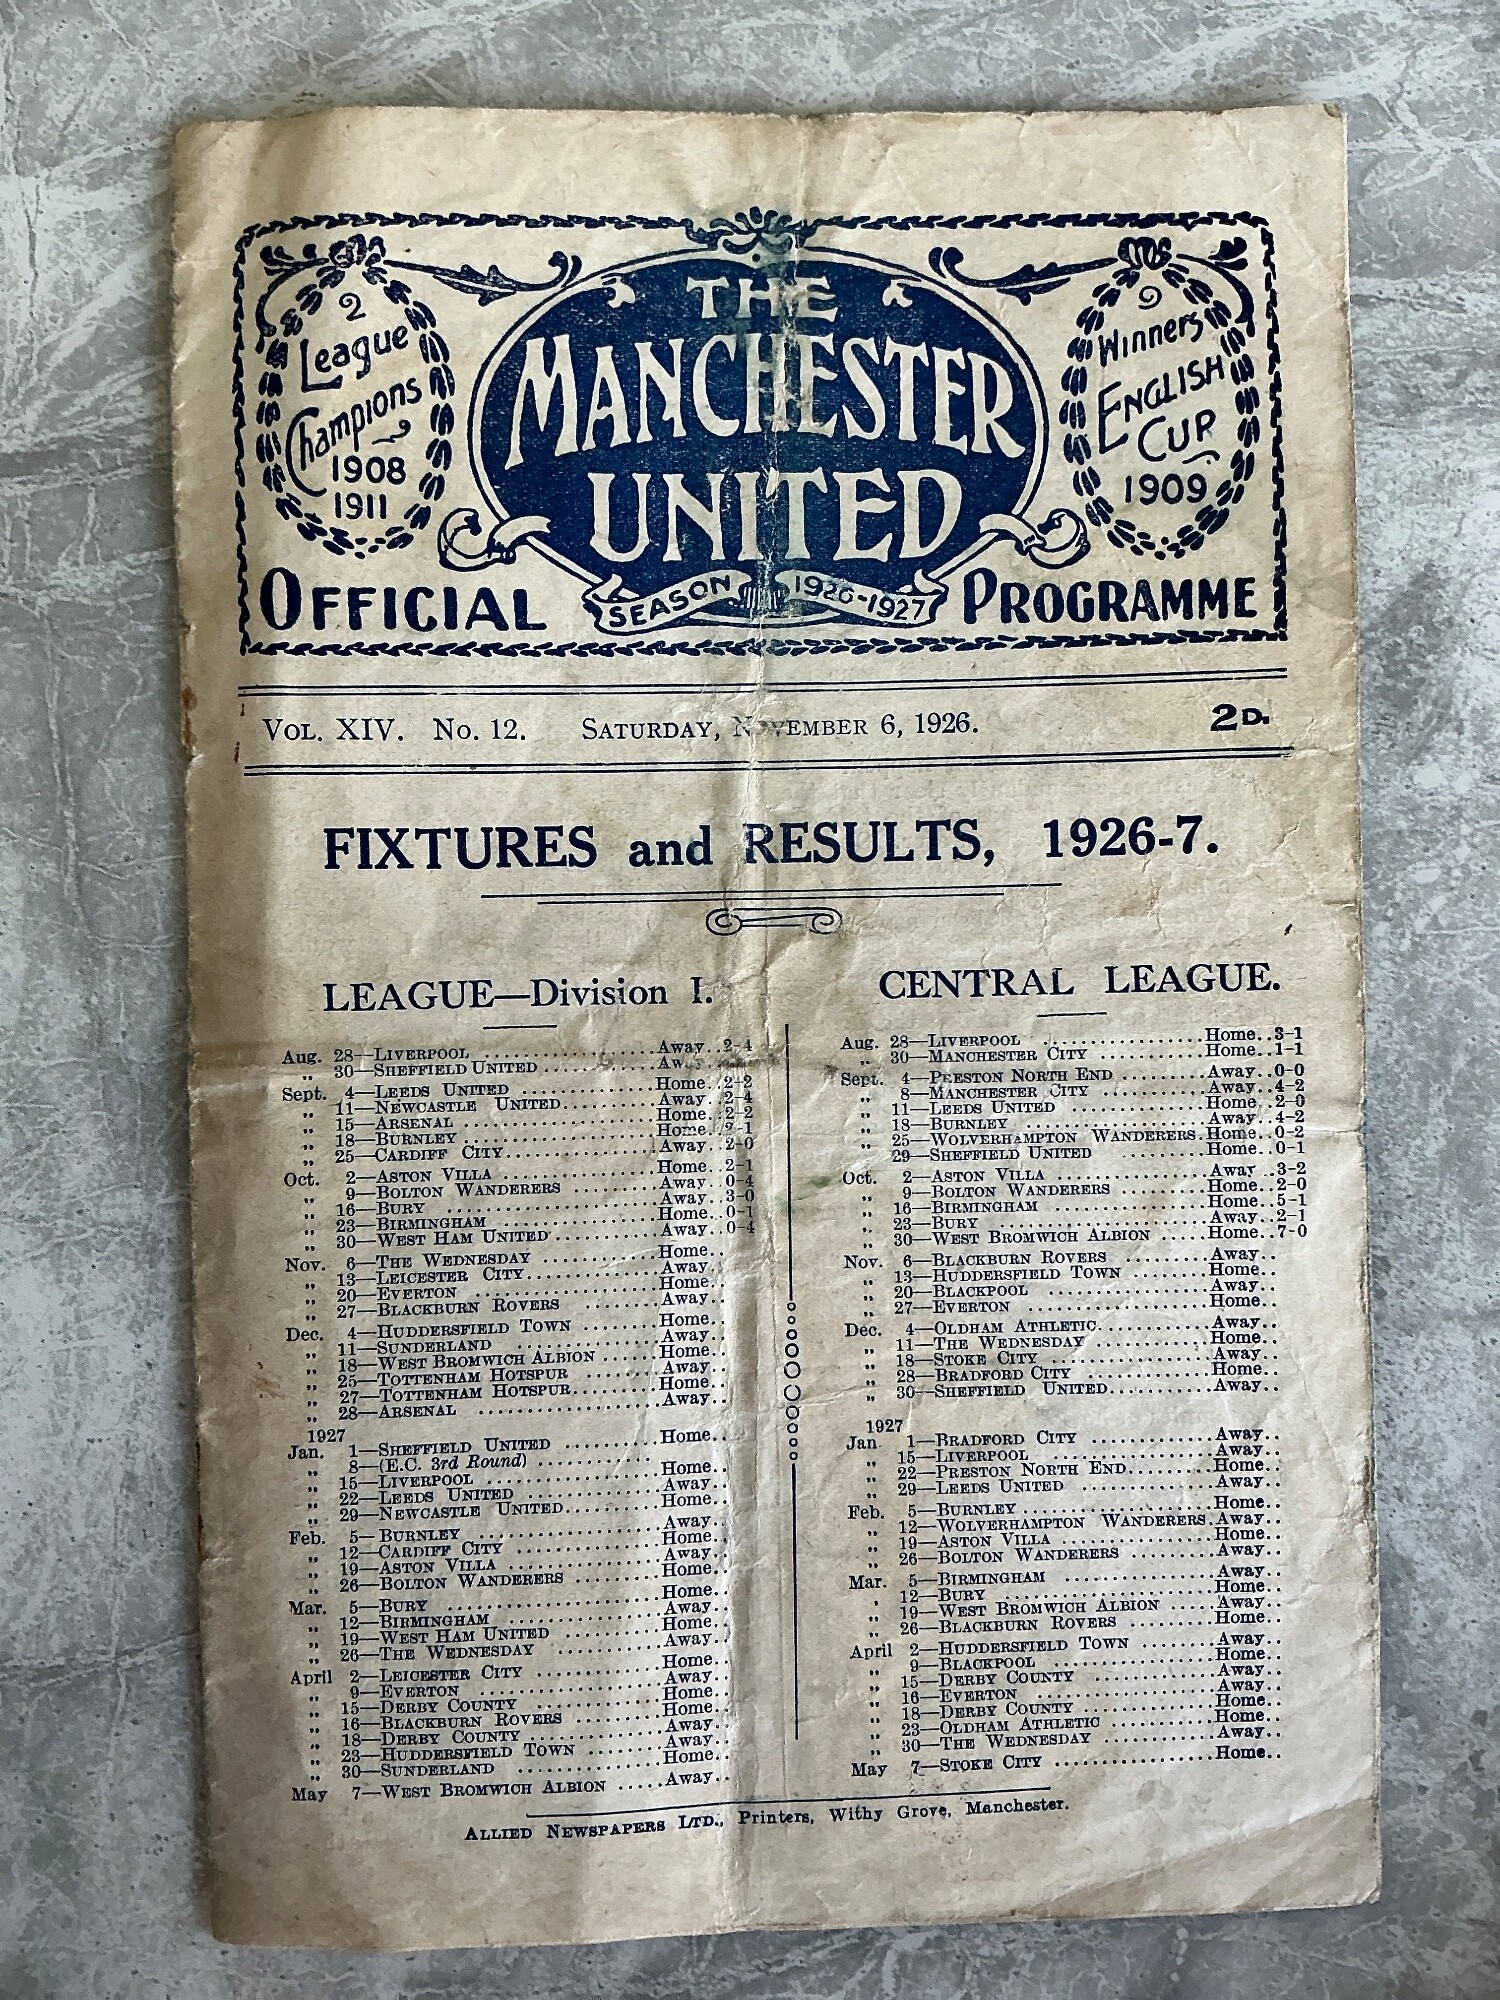 2
League
Champions
1908
1911
THE
MANCHESTER
UNITED
Winners
ENGLISH
CUP
1909
OFFICIAL
SEASON 1926-1927
PROGRAMME
VOL. XIV. No. 12. SATURDAY, NOVEMBER 6, 1926. 2D.
FIXTURES and RESULTS, 1926-7.
LEAGUE—Division I.
Aug. 28—LIVERPOOL ........ Away..2-4
„ 30—SHEFFIELD UNITED ........
Sept. 4—LEEDS UNITED ........ Home..2-2
„ 11—NEWCASTLE UNITED ........ Away..2-4
„ 15—ARSENAL ........ Home..2-2
„ 18—BURNLEY ........ Home..2-1
„ 25—CARDIFF CITY ........ Away..2-0
Oct. 2—ASTON VILLA ........ Home..2-1
„ 9—BOLTON WANDERERS ........ Away..0-4
„ 16—BURY ........ Away..3-0
„ 23—BIRMINGHAM ........ Home..0-1
„ 30—WEST HAM UNITED ........ Away..0-4
Nov. 6—THE WEDNESDAY ........ Home..
„ 13—LEICESTER CITY ........ Away..
„ 20—EVERTON ........ Home..
„ 27—BLACKBURN ROVERS ........ Away..
Dec. 4—HUDDERSFIELD TOWN ........ Home..
„ 11—SUNDERLAND ........ Away..
„ 18—WEST BROMWICH ALBION ...... Home..
„ 25—TOTTENHAM HOTSPUR ........ Away..
„ 27—TOTTENHAM HOTSPUR ........ Home..
„ 28—ARSENAL ........ Away..
1927
Jan. 1—SHEFFIELD UNITED ........ Home..
„ 8—(E.C. 3rd Round)
„ 15—LIVERPOOL ........ Home..
„ 22—LEEDS UNITED ........ Away..
„ 29—NEWCASTLE UNITED ........ Home..
Feb. 5—BURNLEY ........ Away..
„ 12—CARDIFF CITY ........ Home..
„ 19—ASTON VILLA ........ Away..
„ 26—BOLTON WANDERERS ........ Home..
Mar. 5—BURY ........ Home..
„ 12—BIRMINGHAM ........ Away..
„ 19—WEST HAM UNITED ........ Home..
„ 26—THE WEDNESDAY ........ Away..
April 2—LEICESTER CITY ........ Home..
„ 9—EVERTON ........ Away..
„ 15—DERBY COUNTY ........ Home..
„ 16—BLACKBURN ROVERS ........ Home..
„ 18—DERBY COUNTY ........ Away..
„ 23—HUDDERSFIELD TOWN ........ Away..
„ 30—SUNDERLAND ........ Home..
May 7—WEST BROMWICH ALBION ..... Away..
CENTRAL LEAGUE.
Aug. 28—LIVERPOOL ........ Home..3-1
„ 30—MANCHESTER CITY ........ Home..1-1
Sept. 4—PRESTON NORTH END ........ Away..0-0
„ 8—MANCHESTER CITY ........ Away..4-2
„ 11—LEEDS UNITED ........ Home..2-0
„ 18—BURNLEY ........ Away..4-2
„ 25—WOLVERHAMPTON WANDERERS.Home..0-2
29—SHEFFIELD UNITED ........ Home..0-1
Oct. 2—ASTON VILLA ........ Away..3-2
„ 9—BOLTON WANDERERS ........ Home..2-0
„ 16—BIRMINGHAM ........ Home..5-1
„ 23—BURY ........ Away..2-1
„ 30—WEST BROMWICH ALBION ...... Home..7-0
Nov. 6—BLACKBURN ROVERS ........ Away..
„ 13—HUDDERSFIELD TOWN ........ Home..
„ 20—BLACKPOOL ........ Away..
„ 27—EVERTON ........ Home..
Dec. 4—OLDHAM ATHLETIC ........ Away..
„ 11—THE WEDNESDAY ........ Home..
„ 18—STOKE CITY ........ Away..
„ 28—BRADFORD CITY ........ Home..
„ 30—SHEFFIELD UNITED ........ Away..
1927
Jan. 1—BRADFORD CITY ........ Away..
„ 15—LIVERPOOL ........ Away..
„ 22—PRESTON NORTH END ........ Home..
„ 29—LEEDS UNITED ........ Away..
Feb. 5—BURNLEY ........ Home..
„ 12—WOLVERHAMPTON WANDERERS.Away..
„ 19—ASTON VILLA ........ Home..
„ 26—BOLTON WANDERERS ........ Away..
Mar. 5—BIRMINGHAM ........ Away..
„ 12—BURY ........ Home..
„ 19—WEST BROMWICH ALBION ..... Away..
„ 26—BLACKBURN ROVERS ........ Home..
April 2—HUDDERSFIELD TOWN ........ Away..
„ 9—BLACKPOOL ........ Home..
„ 15—DERBY COUNTY ........ Away..
„ 16—EVERTON ........ Away..
„ 18—DERBY COUNTY ........ Home..
„ 23—OLDHAM ATHLETIC ........ Home..
„ 30—THE WEDNESDAY ........ Away..
May 7—STOKE CITY ........ Home..
ALLIED NEWSPAPERS LTD., Printers, Withy Grove, Manchester.